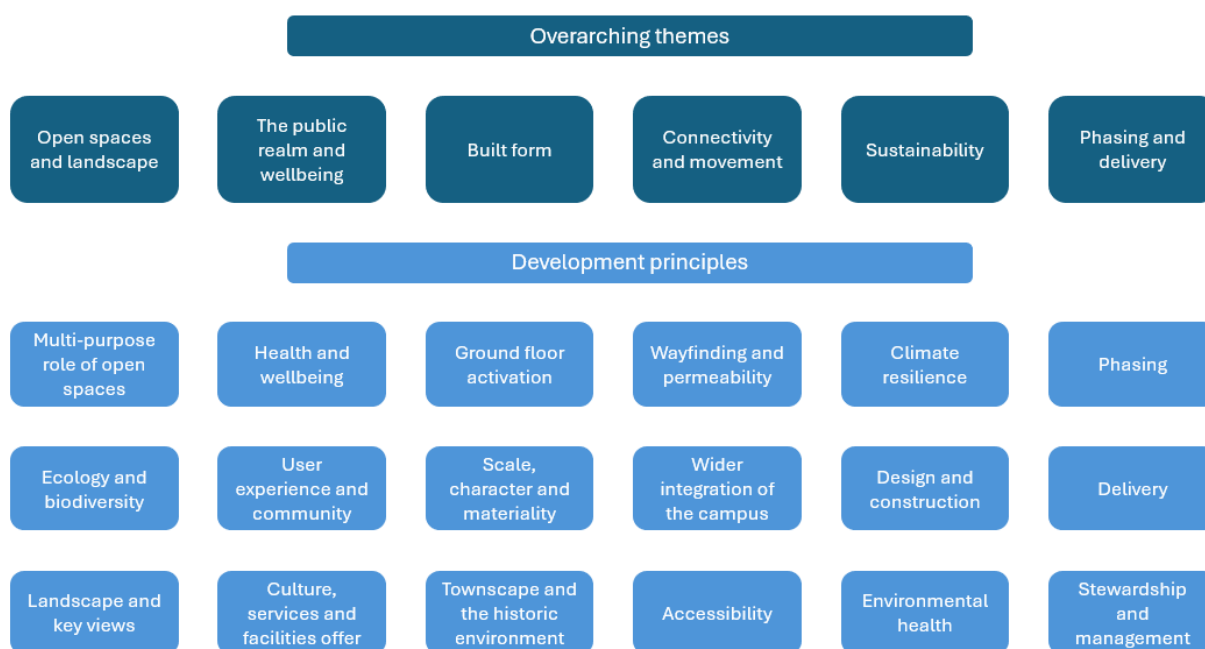 Overarching themes
Open spaces
and landscape
The public
realm and
wellbeing
Built form
Connectivity
and movement
Sustainability
Phasing and
delivery
Development principles
Multi-purpose
role of open
spaces
Health and
wellbeing
Ground floor
activation
Wayfinding and
permeability
Climate
resilience
Phasing
Ecology and
biodiversity
User
experience and
community
Scale,
character and
materiality
Wider
integration of
the campus
Design and
construction
Delivery
Landscape and
key views
Culture,
services and
facilities offer
Townscape and
the historic
environment
Accessibility
Environmental
health
Stewardship
and
management